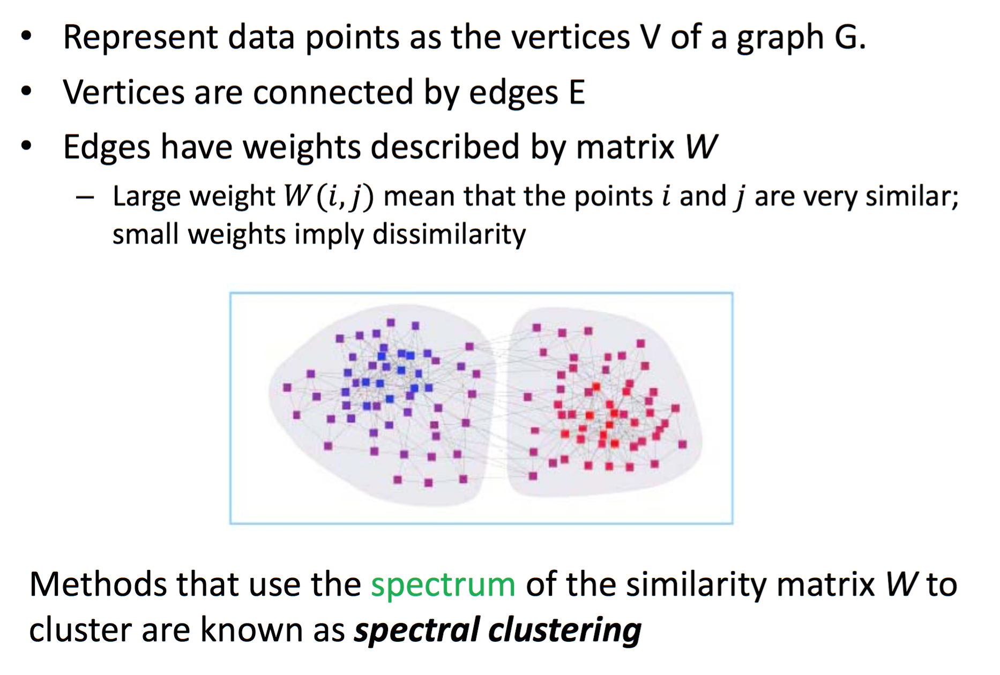 • Represent data points as the vertices V of a graph G.
• Vertices are connected by edges E
• Edges have weights described by matrix W
– Large weight W(i,j) mean that the points i and j are very similar;
small weights imply dissimilarity
Methods that use the spectrum of the similarity matrix W to
cluster are known as spectral clustering